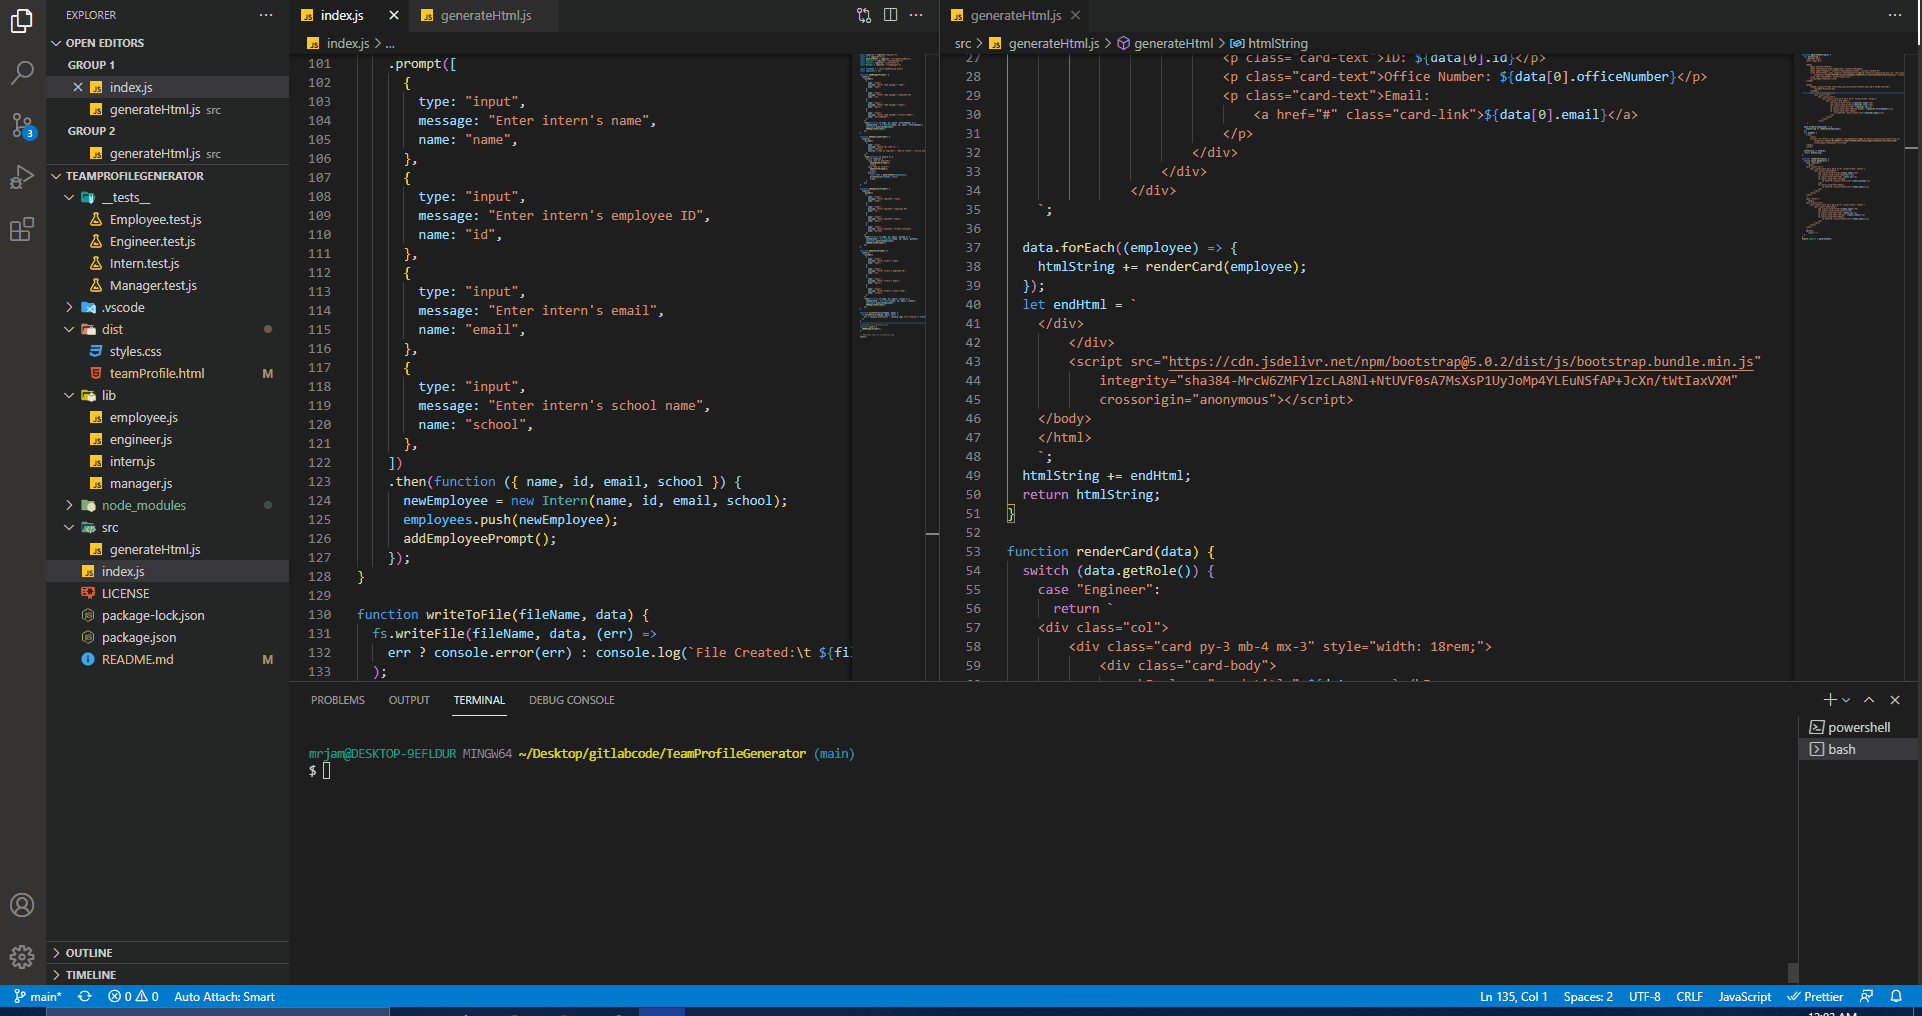 EXPLORER
OPEN EDITORS
GROUP 1
index.js
generateHtml.js src
GROUP 2
generateHtml.js src
TEAMPROFILEGENERATOR
__tests__
Employee.test.js
Engineer.test.js
Intern.test.js
Manager.test.js
.vscode
dist
styles.css
teamProfile.html M
lib
employee.js
engineer.js
intern.js
manager.js
node_modules
src
generateHtml.js
index.js
LICENSE
package-lock.json
package.json
README.md M
OUTLINE
TIMELINE
index.js generateHtml.js
index.js > ...
101 .prompt([
102 {
103 type: "input",
104 message: "Enter intern's name",
105 name: "name",
106 },
107 {
108 type: "input",
109 message: "Enter intern's employee ID",
110 name: "id",
111 },
112 {
113 type: "input",
114 message: "Enter intern's email",
115 name: "email",
116 },
117 {
118 type: "input",
119 message: "Enter intern's school name",
120 name: "school",
121 },
122 ])
123 .then(function ({ name, id, email, school }) {
124 newEmployee = new Intern(name, id, email, school);
125 employees.push(newEmployee);
126 addEmployeePrompt();
127 });
128 }
129
130 function writeToFile(fileName, data) {
131 fs.writeFile(fileName, data, (err) =>
132 err ? console.error(err) : console.log(`File Created:\t ${fil
133 );
generateHtml.js
src > generateHtml.js > generateHtml > htmlString
27 <p class="card-text">ID: ${data[0].id}</p>
28 <p class="card-text">Office Number: ${data[0].officeNumber}</p>
29 <p class="card-text">Email:
30 <a href="#" class="card-link">${data[0].email}</a>
31 </p>
32 </div>
33 </div>
34 </div>
35 `;
36
37 data.forEach((employee) => {
38 htmlString += renderCard(employee);
39 });
40 let endHtml = `
41 </div>
42 </div>
43 <script src="https://cdn.jsdelivr.net/npm/bootstrap@5.0.2/dist/js/bootstrap.bundle.min.js"
44 integrity="sha384-MrcW6ZMFYlzcLA8Nl+NtUVF0sA7MsXsP1UyJoMp4YLEuNSfAP+JcXn/tWtIaxVXM"
45 crossorigin="anonymous"></script>
46 </body>
47 </html>
48 `;
49 htmlString += endHtml;
50 return htmlString;
51 }
52
53 function renderCard(data) {
54 switch (data.getRole()) {
55 case "Engineer":
56 return `
57 <div class="col">
58 <div class="card py-3 mb-4 mx-3" style="width: 18rem;">
59 <div class="card-body">
PROBLEMS OUTPUT TERMINAL DEBUG CONSOLE
mrjam@DESKTOP-9EFLDUR MINGW64 ~/Desktop/gitlabcode/TeamProfileGenerator (main)
$
powershell
bash
3
main* 0 0 Auto Attach: Smart
Ln 135, Col 1 Spaces: 2 UTF-8 CRLF JavaScript Prettier